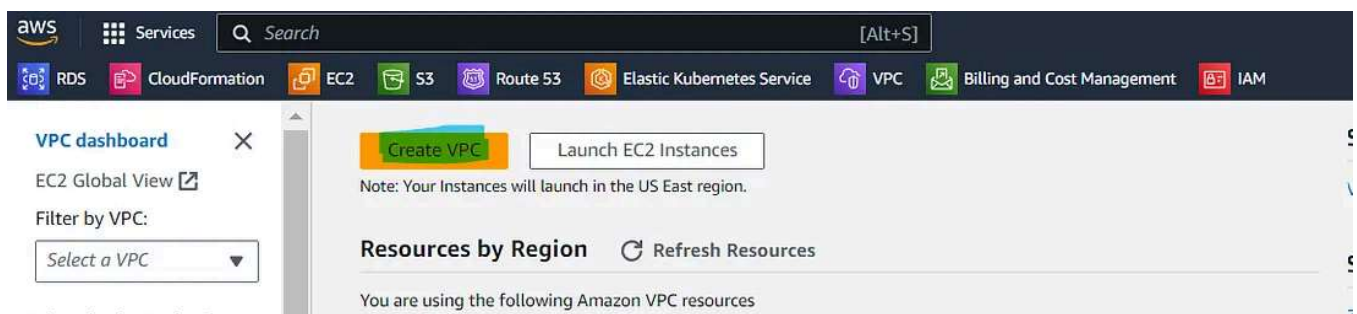 aws Services Search [Alt+S]
RDS CloudFormation EC2 S3 Route 53 Elastic Kubernetes Service VPC Billing and Cost Management IAM
VPC dashboard
EC2 Global View
Filter by VPC:
Select a VPC
Create VPC Launch EC2 Instances
Note: Your Instances will launch in the US East region.
Resources by Region Refresh Resources
You are using the following Amazon VPC resources